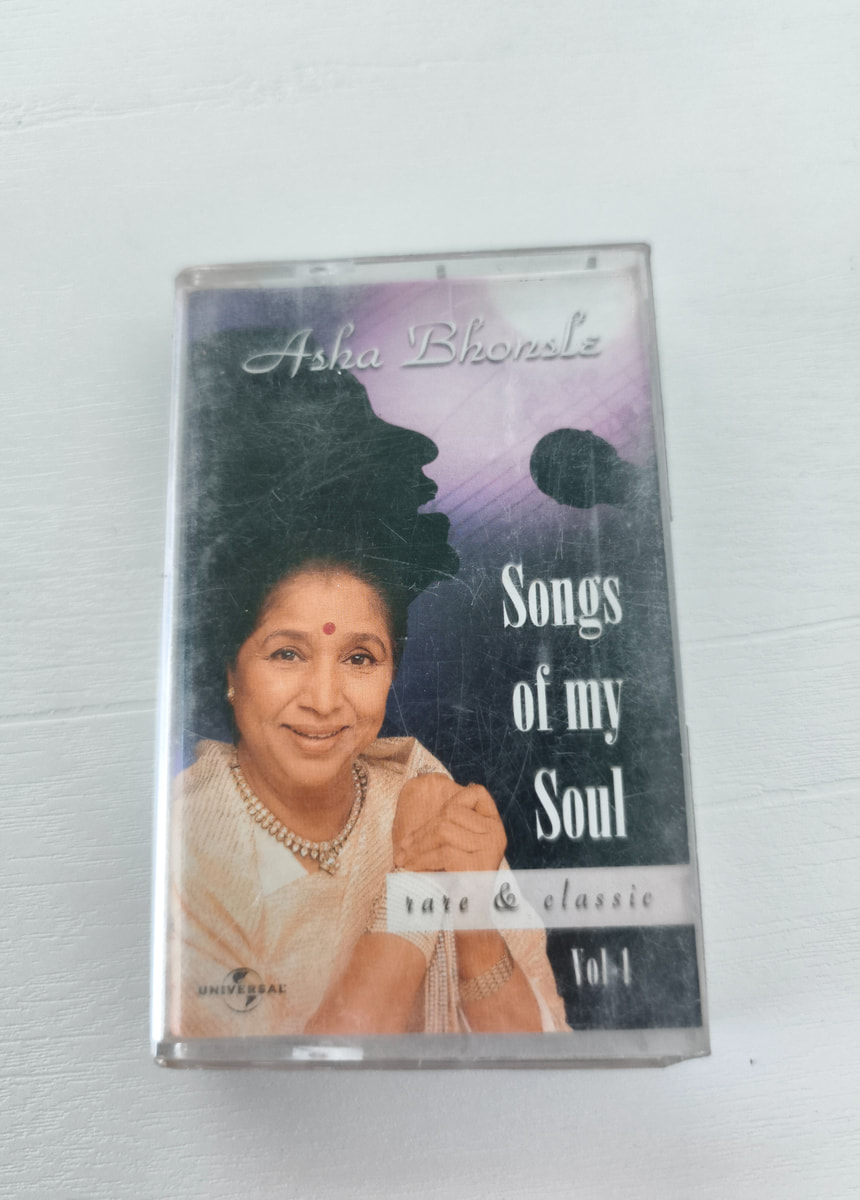 Asha Bhonsle
Songs
of my
Soul
rare & classic
Vol-1
UNIVERSAL